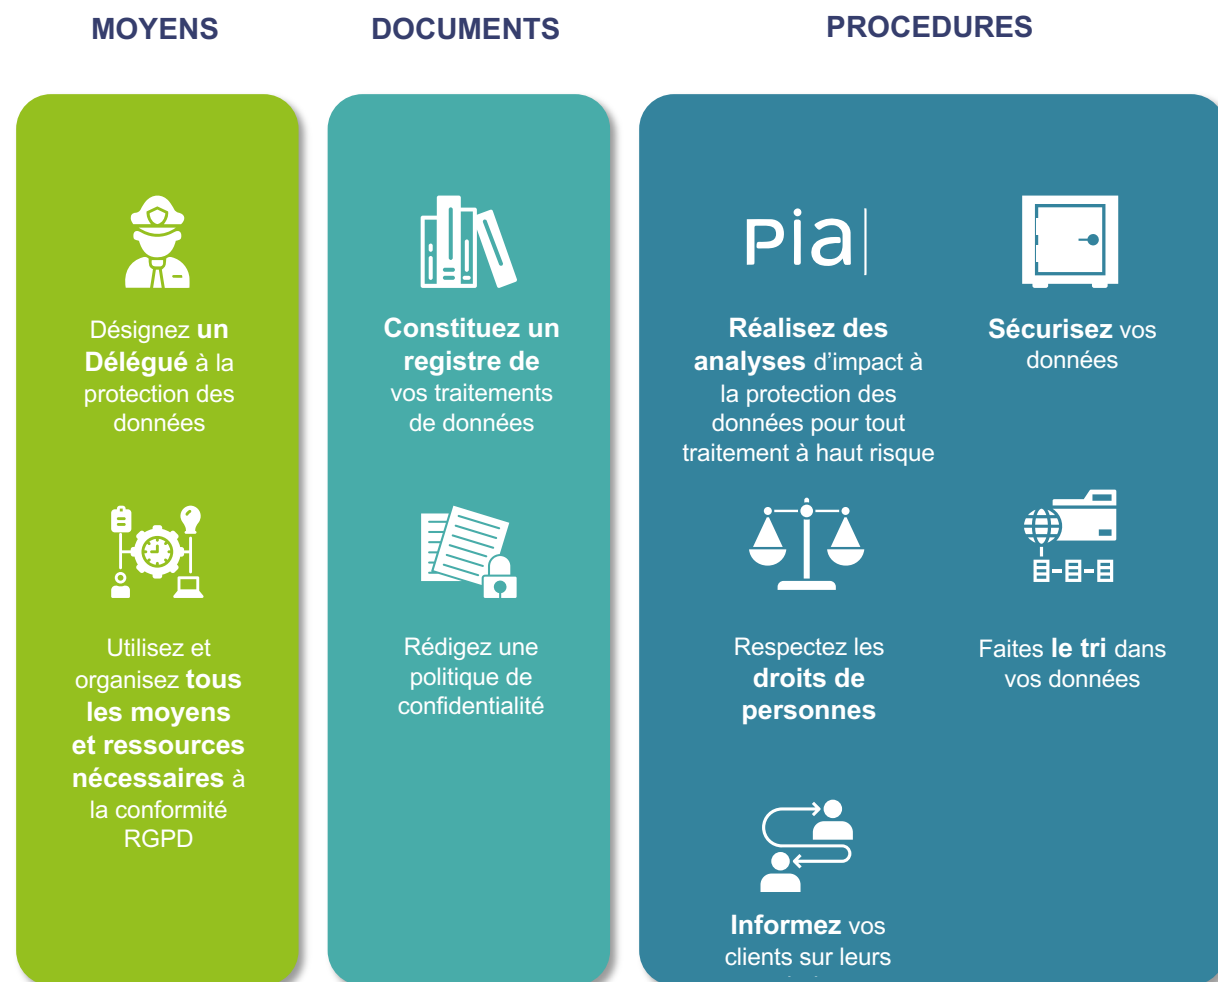 MOYENS
DOCUMENTS
PROCEDURES
Désignez un
Délégué à la
protection des
données
Utilisez et
organisez tous
les moyens
et ressources
nécessaires à
la conformité
RGPD
Constituez un
registre de
vos traitements
de données
Rédigez une
politique de
confidentialité
pia
Réalisez des
analyses d’impact à
la protection des
données pour tout
traitement à haut risque
Sécurisez vos
données
Respectez les
droits de
personnes
Faites le tri dans
vos données
Informez vos
clients sur leurs